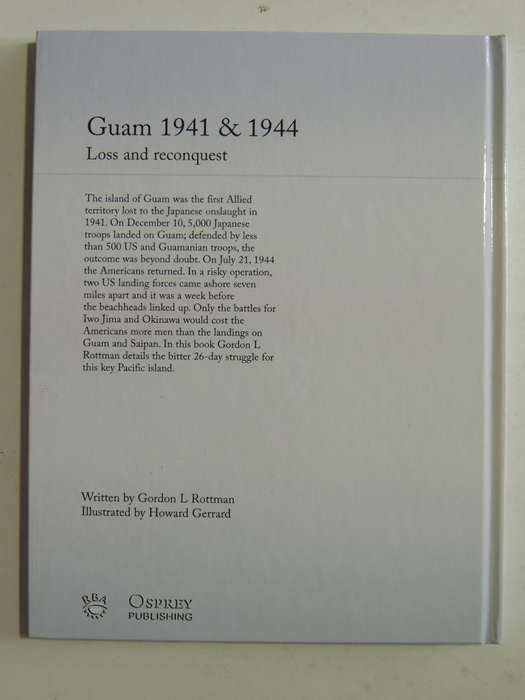 Guam 1941 & 1944
Loss and reconquest
The island of Guam was the first Allied
territory lost to the Japanese onslaught in
1941. On December 10, 5,000 Japanese
troops landed on Guam; defended by less
than 500 US and Guamanian troops, the
outcome was beyond doubt. On July 21, 1944
the Americans returned. In a risky operation,
two US landing forces came ashore seven
miles apart and it was a week before
the beachheads linked up. Only the battles for
Iwo Jima and Okinawa would cost the
Americans more men than the landings on
Guam and Saipan. In this book Gordon L
Rottman details the bitter 26-day struggle for
this key Pacific island.
Written by Gordon L Rottman
Illustrated by Howard Gerrard
RBA
OSPREY
PUBLISHING